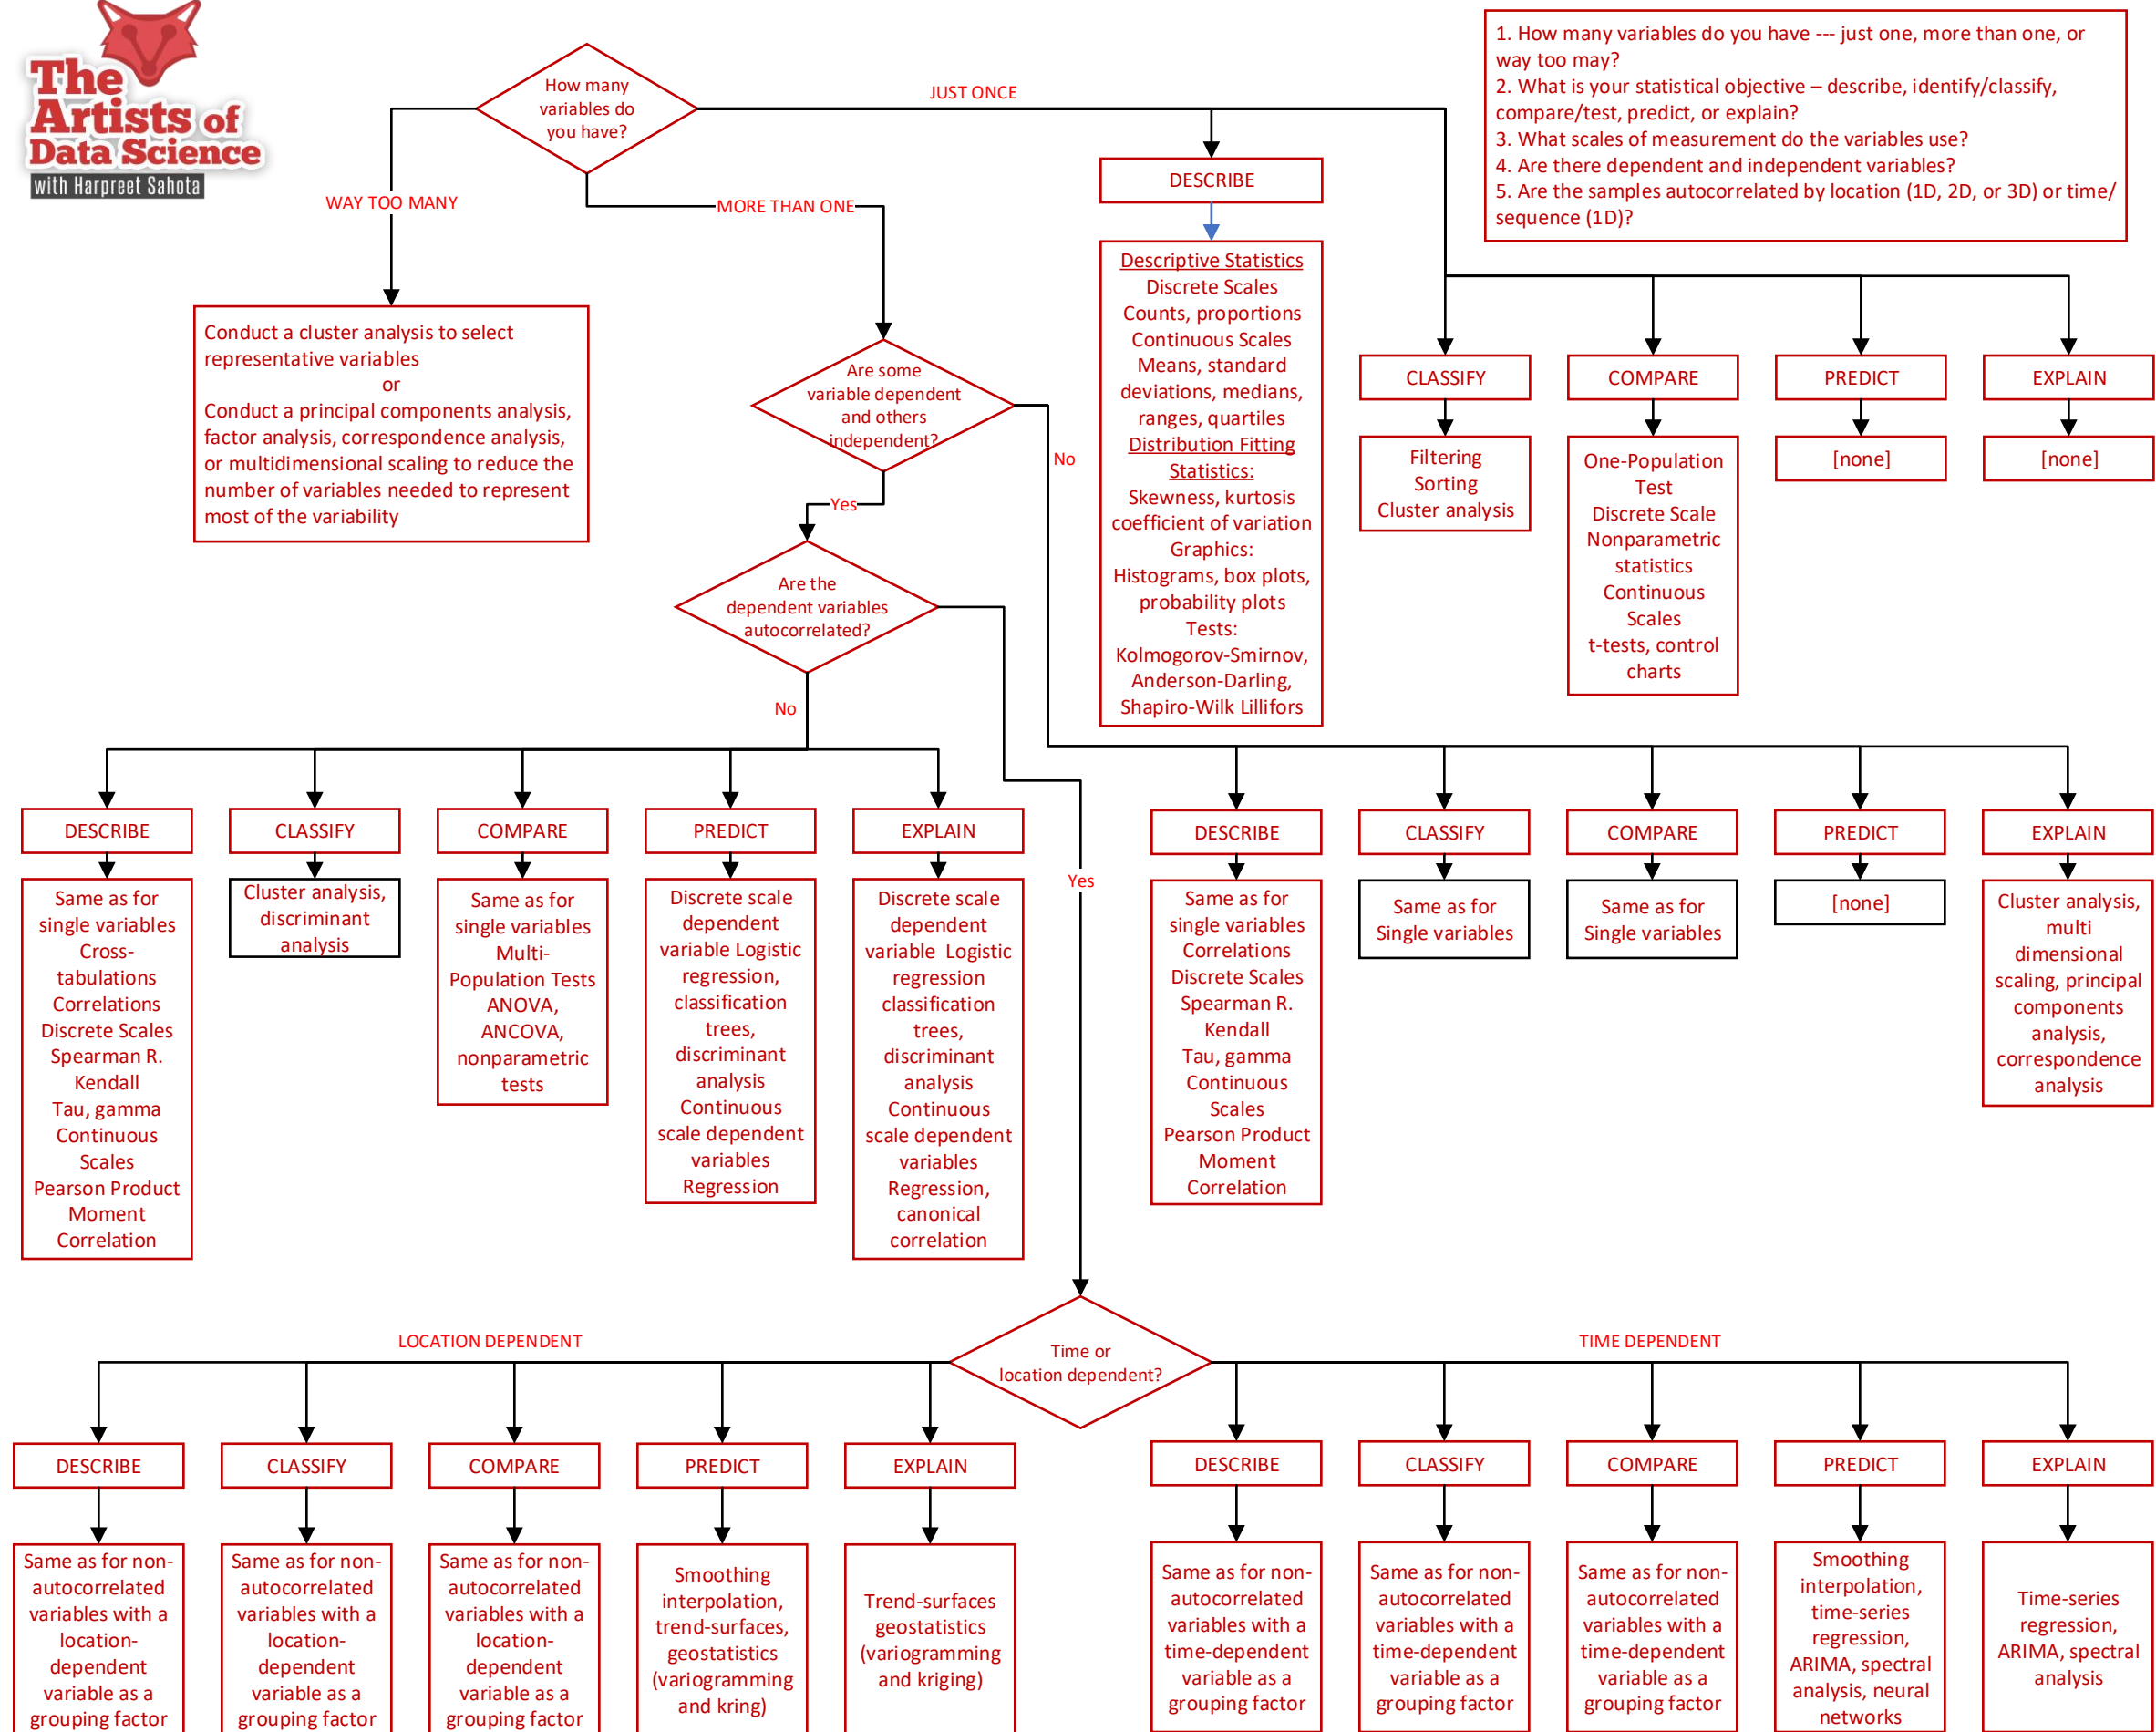 The
Artists of
Data Science
with Harpreet Sahota
1. How many variables do you have --- just one, more than one, or
way too may?
2. What is your statistical objective – describe, identify/classify,
compare/test, predict, or explain?
3. What scales of measurement do the variables use?
4. Are there dependent and independent variables?
5. Are the samples autocorrelated by location (1D, 2D, or 3D) or time/
sequence (1D)?
How many
variables do
you have?
JUST ONCE
WAY TOO MANY
MORE THAN ONE
Conduct a cluster analysis to select
representative variables
or
Conduct a principal components analysis,
factor analysis, correspondence analysis,
or multidimensional scaling to reduce the
number of variables needed to represent
most of the variability
DESCRIBE
Descriptive Statistics
Discrete Scales
Counts, proportions
Continuous Scales
Means, standard
deviations, medians,
ranges, quartiles
Distribution Fitting
Statistics:
Skewness, kurtosis
coefficient of variation
Graphics:
Histograms, box plots,
probability plots
Tests:
Kolmogorov-Smirnov,
Anderson-Darling,
Shapiro-Wilk Lillifors
CLASSIFY
Filtering
Sorting
Cluster analysis
COMPARE
One-Population
Test
Discrete Scale
Nonparametric
statistics
Continuous
Scales
t-tests, control
charts
PREDICT
[none]
EXPLAIN
[none]
Are some
variable dependent
and others
independent?
No
Yes
Are the
dependent variables
autocorrelated?
No
Yes
DESCRIBE
Same as for
single variables
Cross-
tabulations
Correlations
Discrete Scales
Spearman R.
Kendall
Tau, gamma
Continuous
Scales
Pearson Product
Moment
Correlation
CLASSIFY
Cluster analysis,
discriminant
analysis
COMPARE
Same as for
single variables
Multi-
Population Tests
ANOVA,
ANCOVA,
nonparametric
tests
PREDICT
Discrete scale
dependent
variable Logistic
regression,
classification
trees,
discriminant
analysis
Continuous
scale dependent
variables
Regression
EXPLAIN
Discrete scale
dependent
variable Logistic
regression
classification
trees,
discriminant
analysis
Continuous
scale dependent
variables
Regression,
canonical
correlation
DESCRIBE
Same as for
single variables
Correlations
Discrete Scales
Spearman R.
Kendall
Tau, gamma
Continuous
Scales
Pearson Product
Moment
Correlation
CLASSIFY
Same as for
Single variables
COMPARE
Same as for
Single variables
PREDICT
[none]
EXPLAIN
Cluster analysis,
multi
dimensional
scaling, principal
components
analysis,
correspondence
analysis
Time or
location dependent?
LOCATION DEPENDENT
TIME DEPENDENT
DESCRIBE
Same as for non-
autocorrelated
variables with a
location-
dependent
variable as a
grouping factor
CLASSIFY
Same as for non-
autocorrelated
variables with a
location-
dependent
variable as a
grouping factor
COMPARE
Same as for non-
autocorrelated
variables with a
location-
dependent
variable as a
grouping factor
PREDICT
Smoothing
interpolation,
trend-surfaces,
geostatistics
(variogramming
and kring)
EXPLAIN
Trend-surfaces
geostatistics
(variogramming
and kriging)
DESCRIBE
Same as for non-
autocorrelated
variables with a
time-dependent
variable as a
grouping factor
CLASSIFY
Same as for non-
autocorrelated
variables with a
time-dependent
variable as a
grouping factor
COMPARE
Same as for non-
autocorrelated
variables with a
time-dependent
variable as a
grouping factor
PREDICT
Smoothing
interpolation,
time-series
regression,
ARIMA, spectral
analysis, neural
networks
EXPLAIN
Time-series
regression,
ARIMA, spectral
analysis